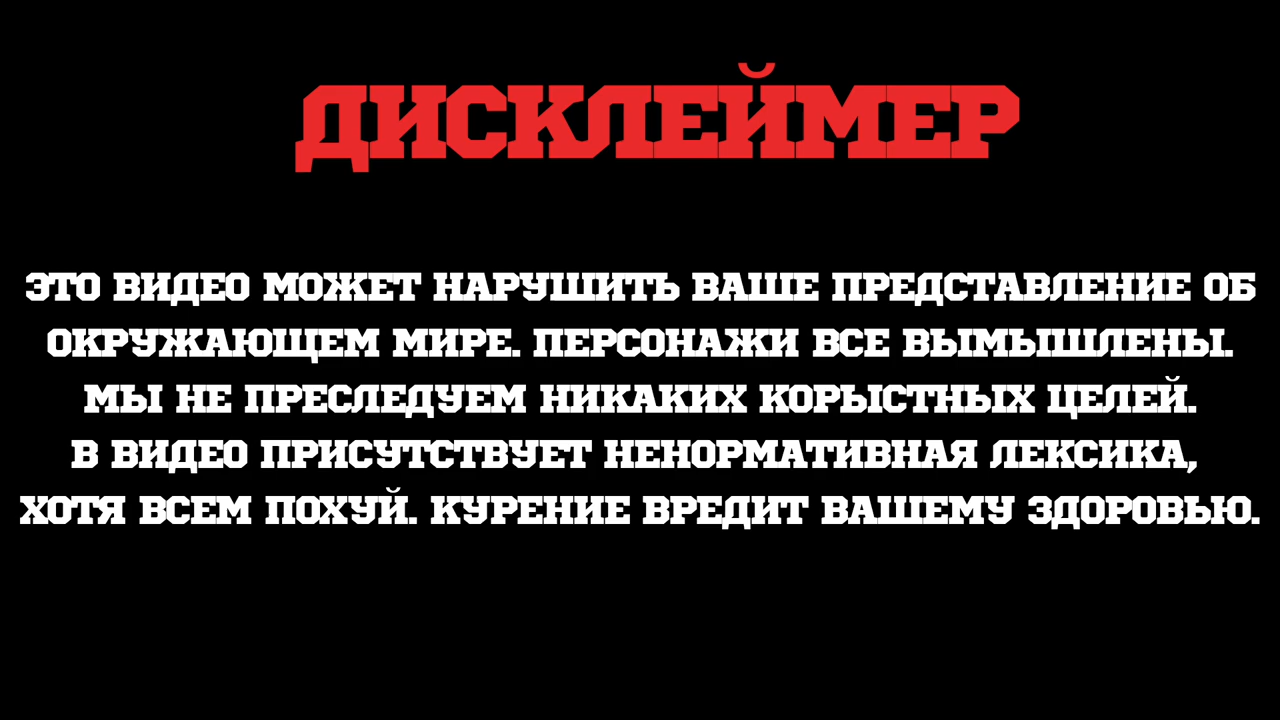 ДИСКЛЕЙМЕР
ЭТО ВИДЕО МОЖЕТ НАРУШИТЬ ВАШЕ ПРЕДСТАВЛЕНИЕ ОБ
ОКРУЖАЮЩЕМ МИРЕ. ПЕРСОНАЖИ ВСЕ ВЫМЫШЛЕНЫ.
МЫ НЕ ПРЕСЛЕДУЕМ НИКАКИХ КОРЫСТНЫХ ЦЕЛЕЙ.
В ВИДЕО ПРИСУТСТВУЕТ НЕНОРМАТИВНАЯ ЛЕКСИКА,
ХОТЯ ВСЕМ ПОХУЙ. КУРЕНИЕ ВРЕДИТ ВАШЕМУ ЗДОРОВЬЮ.